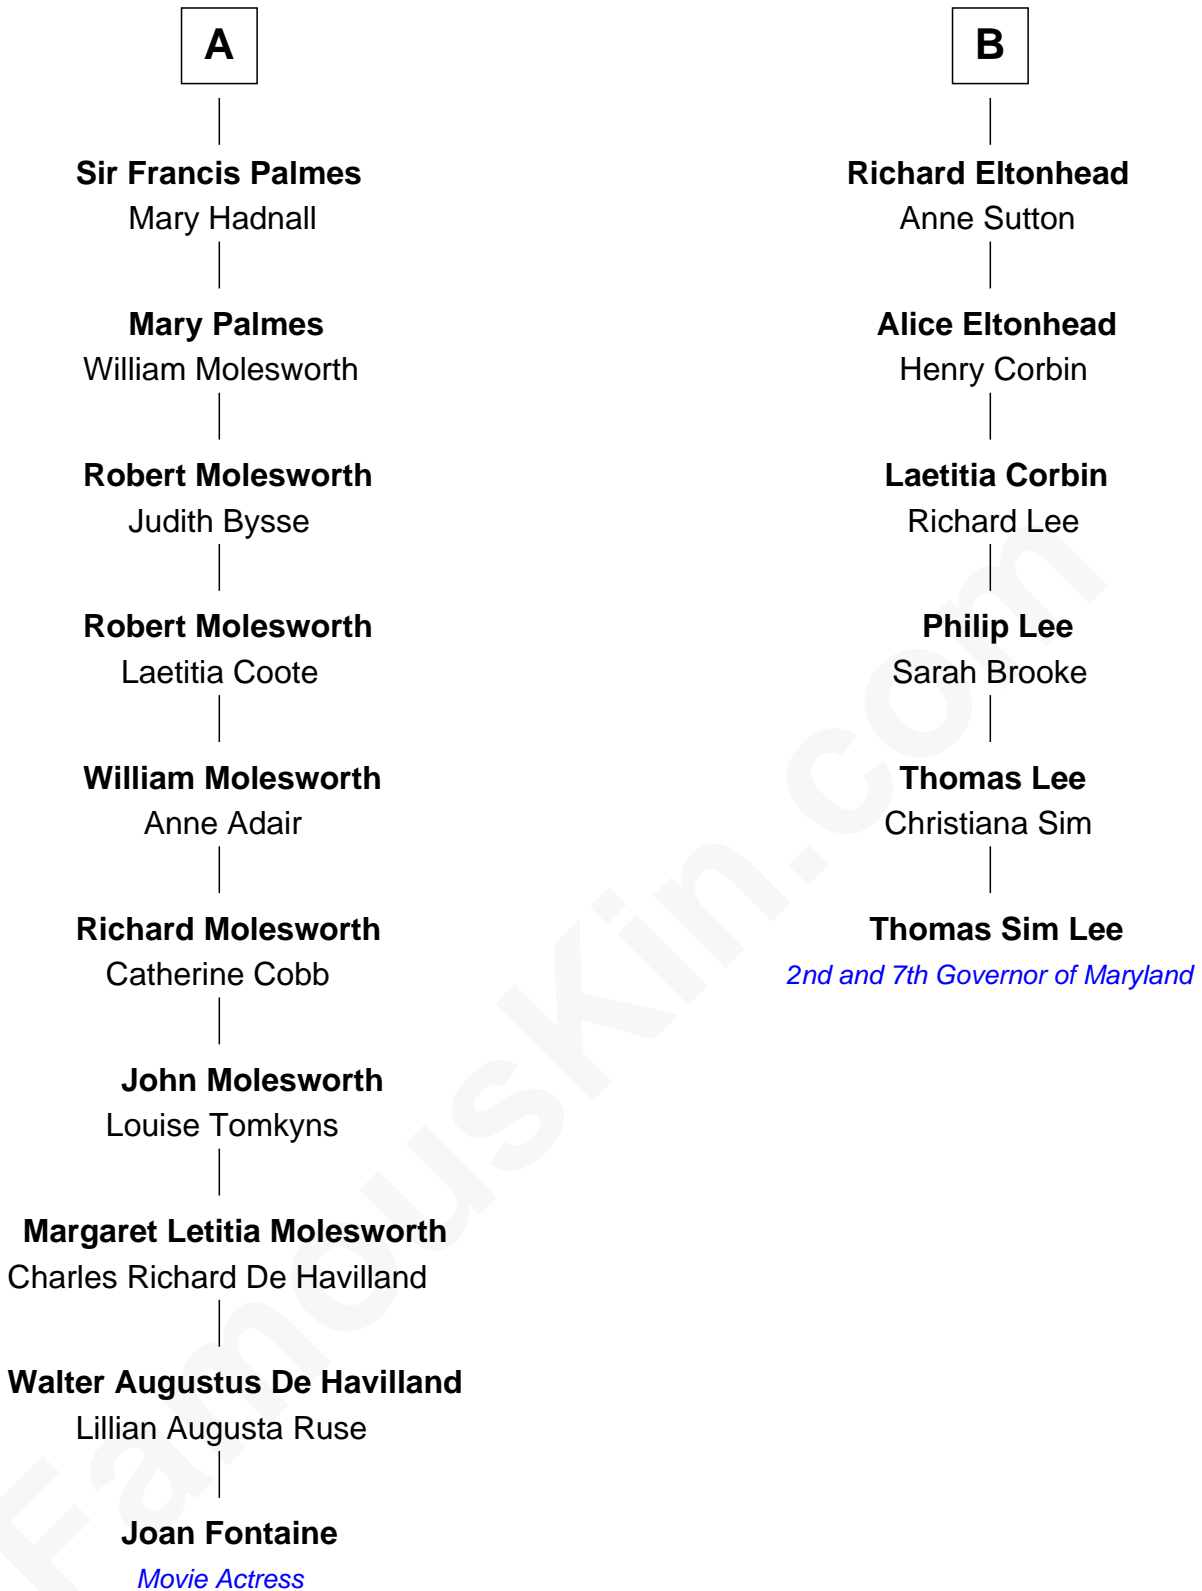 A
Sir Francis Palmes
Mary Hadnall
Mary Palmes
William Molesworth
Robert Molesworth
Judith Bysse
Robert Molesworth
Laetitia Coote
William Molesworth
Anne Adair
Richard Molesworth
Catherine Cobb
John Molesworth
Louise Tomkyns
Margaret Letitia Molesworth
Charles Richard De Havilland
Walter Augustus De Havilland
Lillian Augusta Ruse
Joan Fontaine
Movie Actress
B
Richard Eltonhead
Anne Sutton
Alice Eltonhead
Henry Corbin
Laetitia Corbin
Richard Lee
Philip Lee
Sarah Brooke
Thomas Lee
Christiana Sim
Thomas Sim Lee
2nd and 7th Governor of Maryland
FamousKin.com